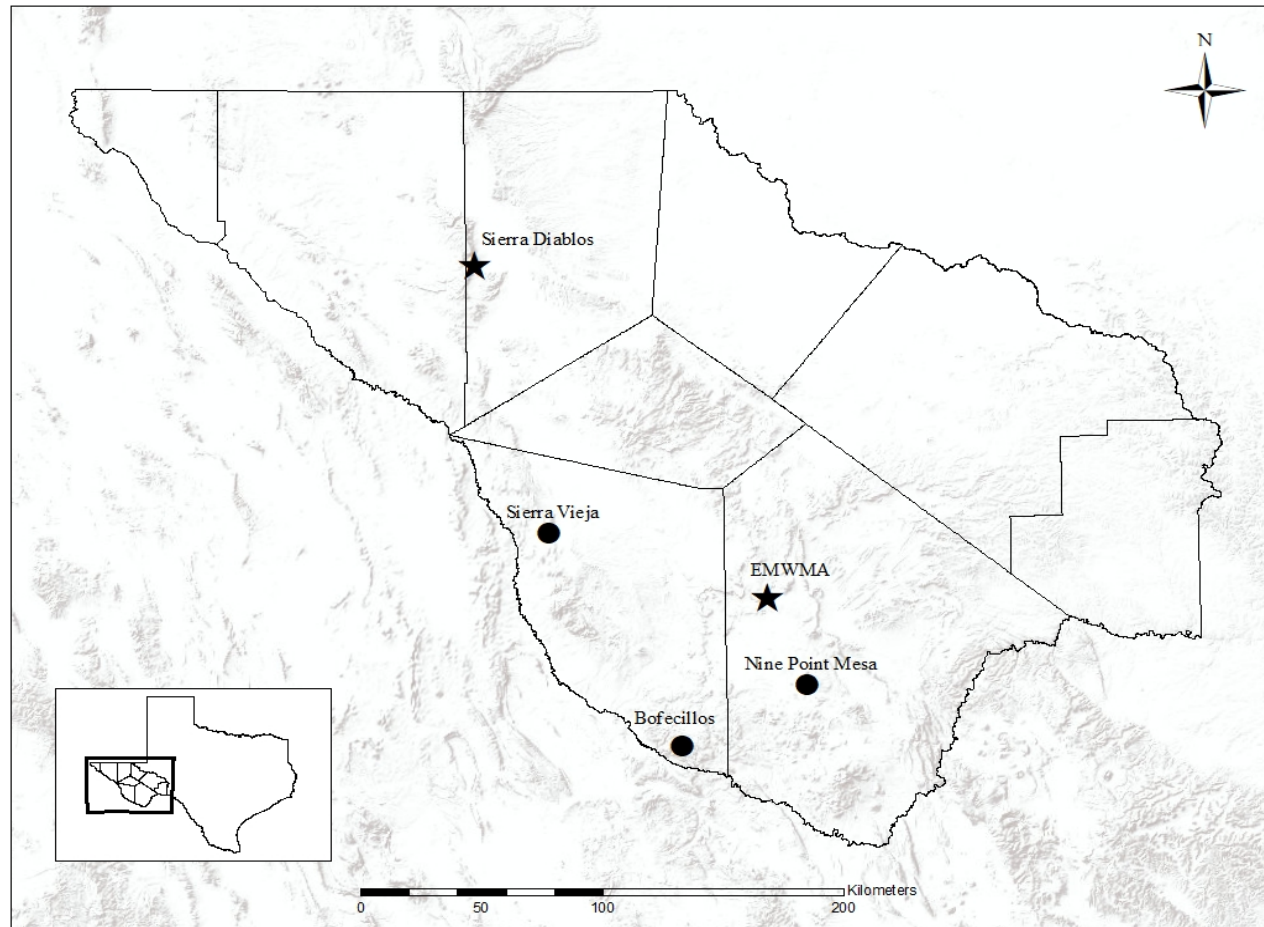 N
Sierra Diablos
Sierra Vieja
EMWMA
Nine Point Mesa
Bofecillos
Kilometers
0 50 100 200